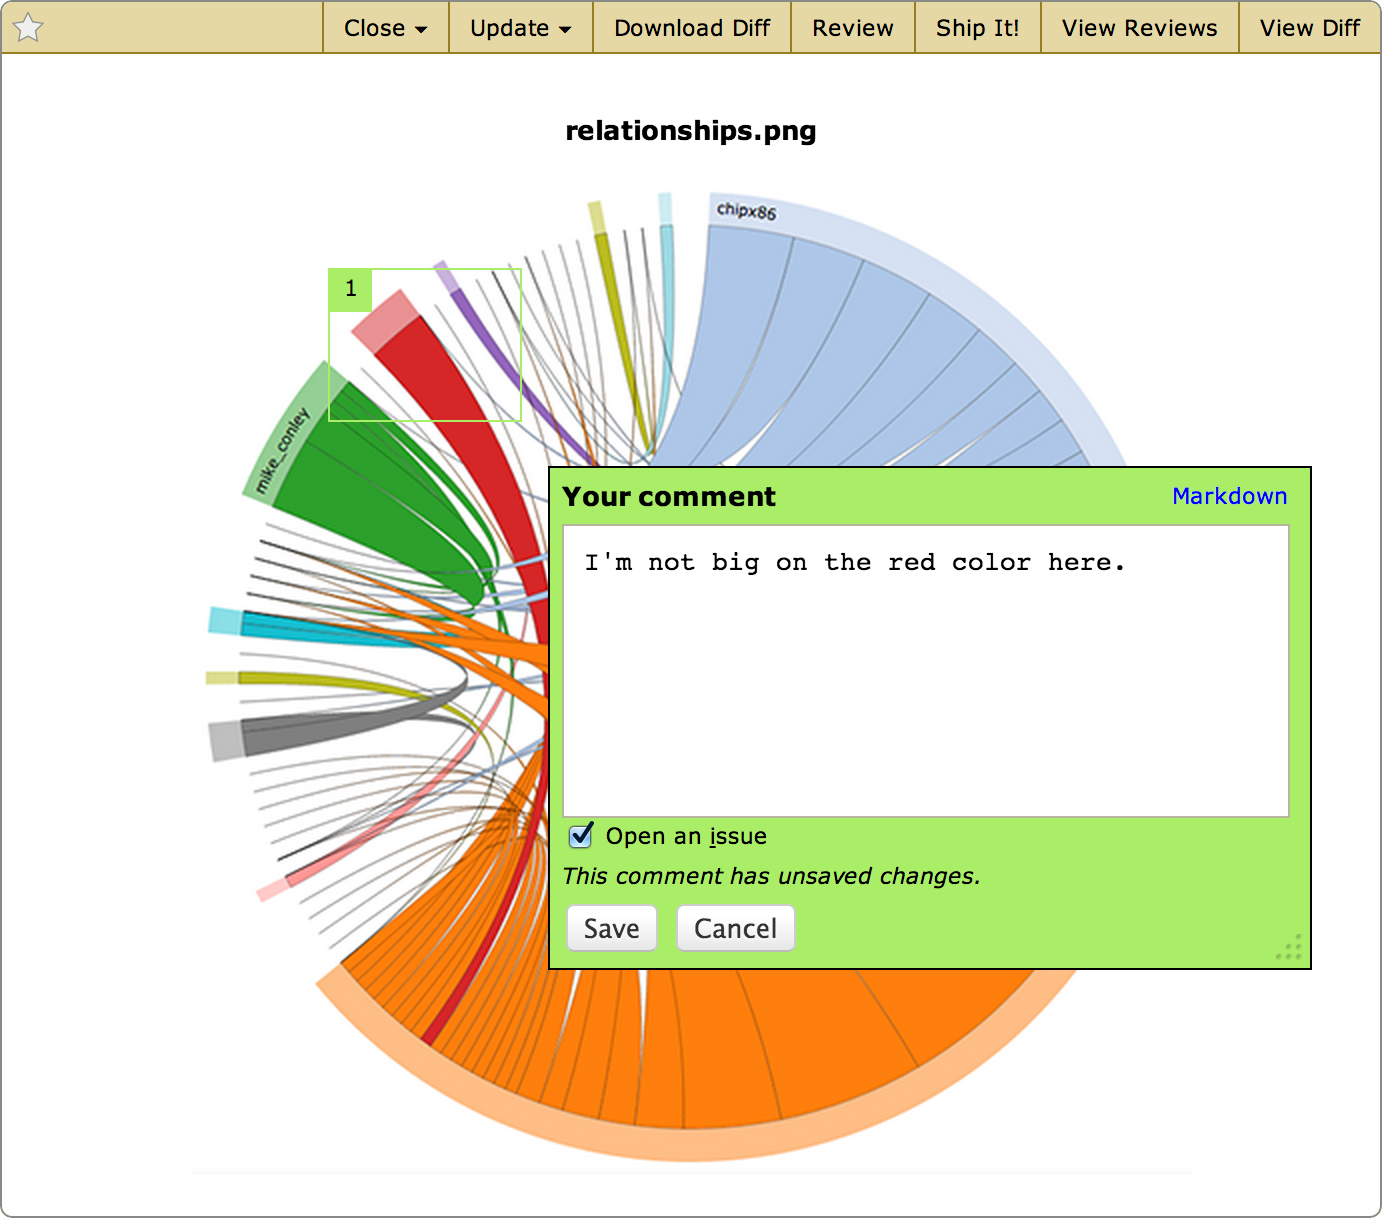 Close Update Download Diff Review Ship It! View Reviews View Diff
relationships.png
chipx86
1
mike_conley
Your comment Markdown
I'm not big on the red color here.
Open an issue
This comment has unsaved changes.
Save Cancel